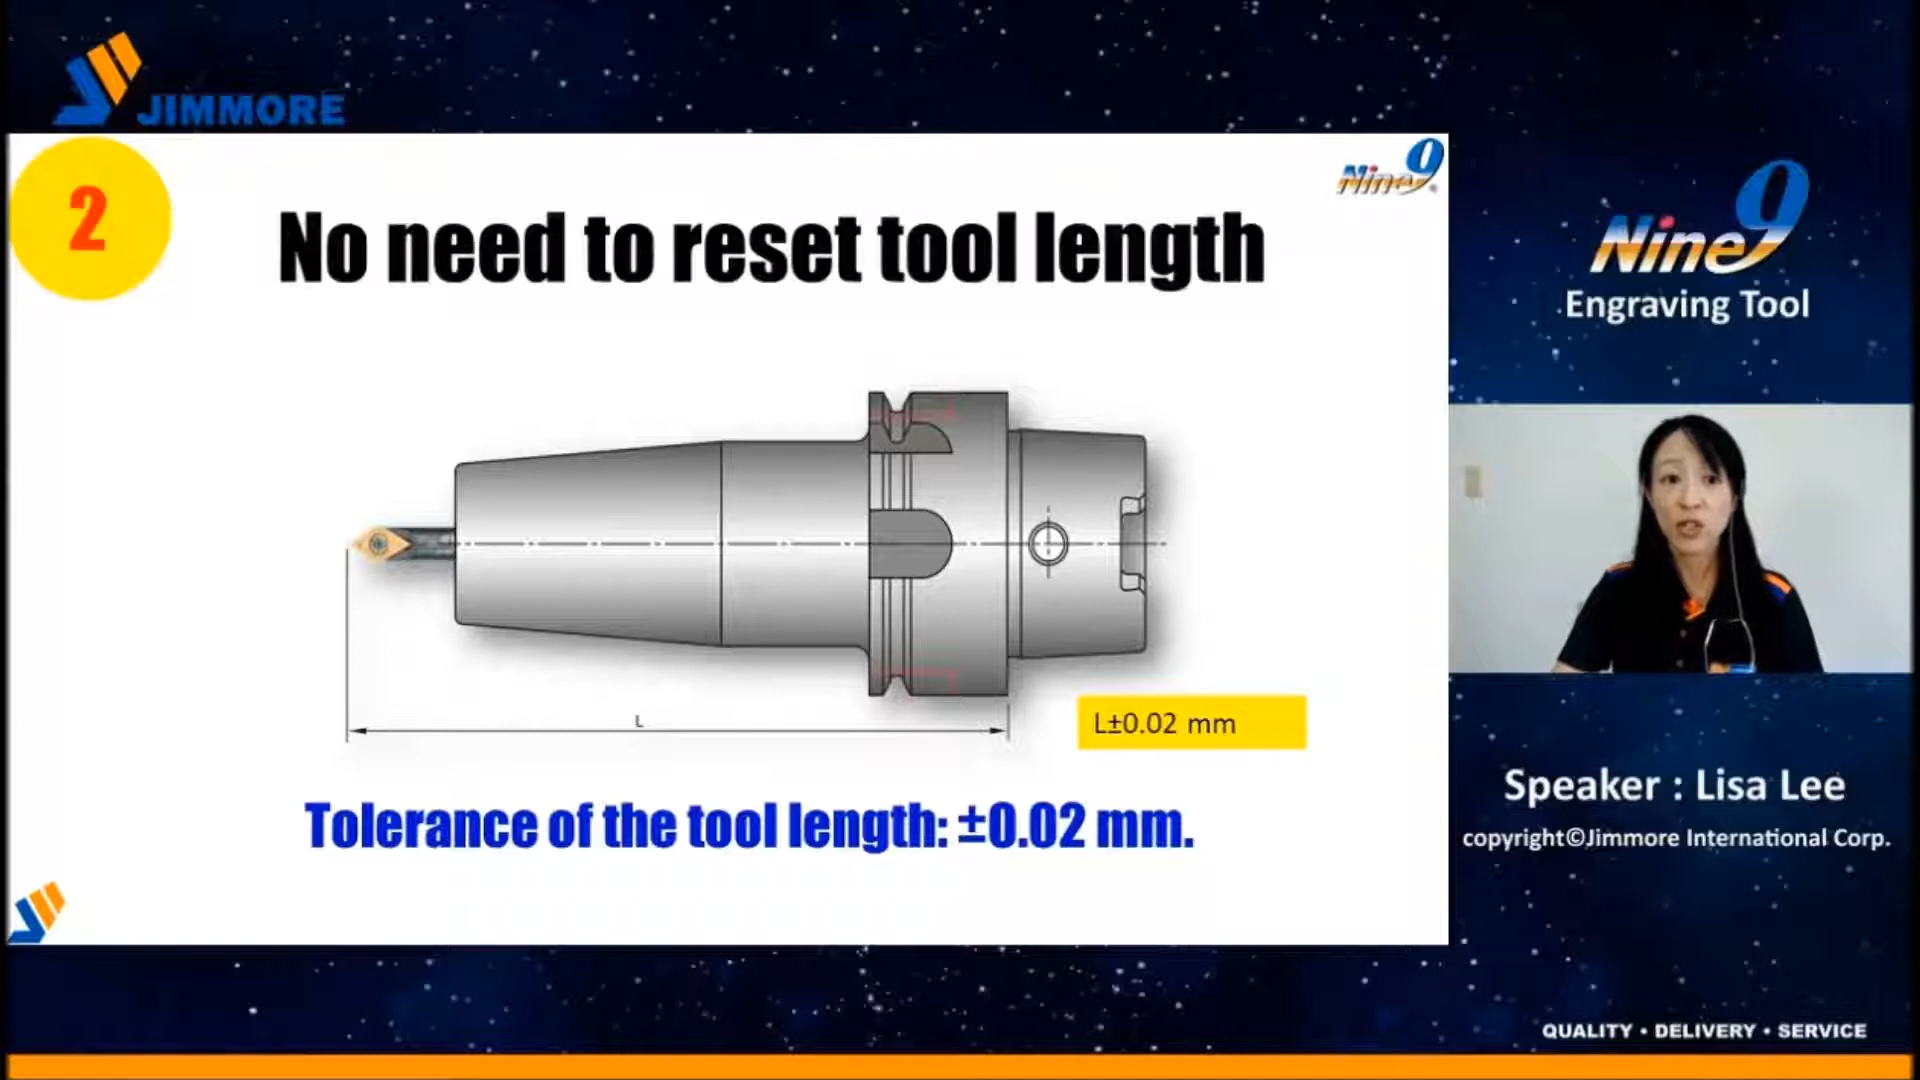 JIMMORE
2
Nine9
No need to reset tool length
L
L±0.02 mm
Tolerance of the tool length: ±0.02 mm.
Nine9
Engraving Tool
Speaker : Lisa Lee
copyright©Jimmore International Corp.
QUALITY • DELIVERY • SERVICE